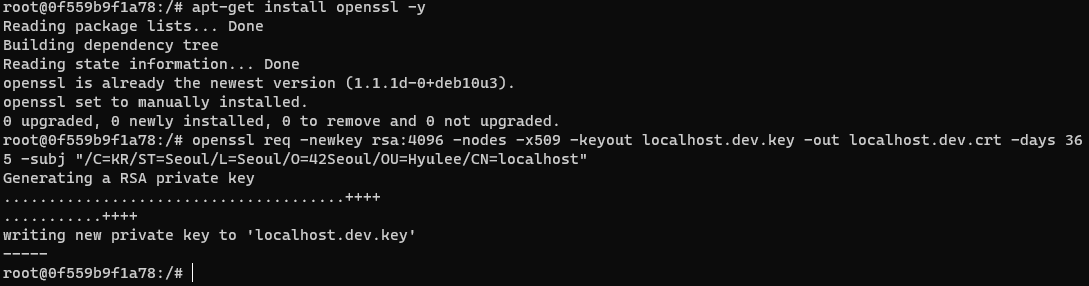 root@0f559b9f1a78:/# apt-get install openssl -y
Reading package lists... Done
Building dependency tree
Reading state information... Done
openssl is already the newest version (1.1.1d-0+deb10u3).
openssl set to manually installed.
0 upgraded, 0 newly installed, 0 to remove and 0 not upgraded.
root@0f559b9f1a78:/# openssl req -newkey rsa:4096 -nodes -x509 -keyout localhost.dev.key -out localhost.dev.crt -days 36
5 -subj "/C=KR/ST=Seoul/L=Seoul/O=42Seoul/OU=Hyulee/CN=localhost"
Generating a RSA private key
......................................++++
...........++++
writing new private key to 'localhost.dev.key'
-----
root@0f559b9f1a78:/#